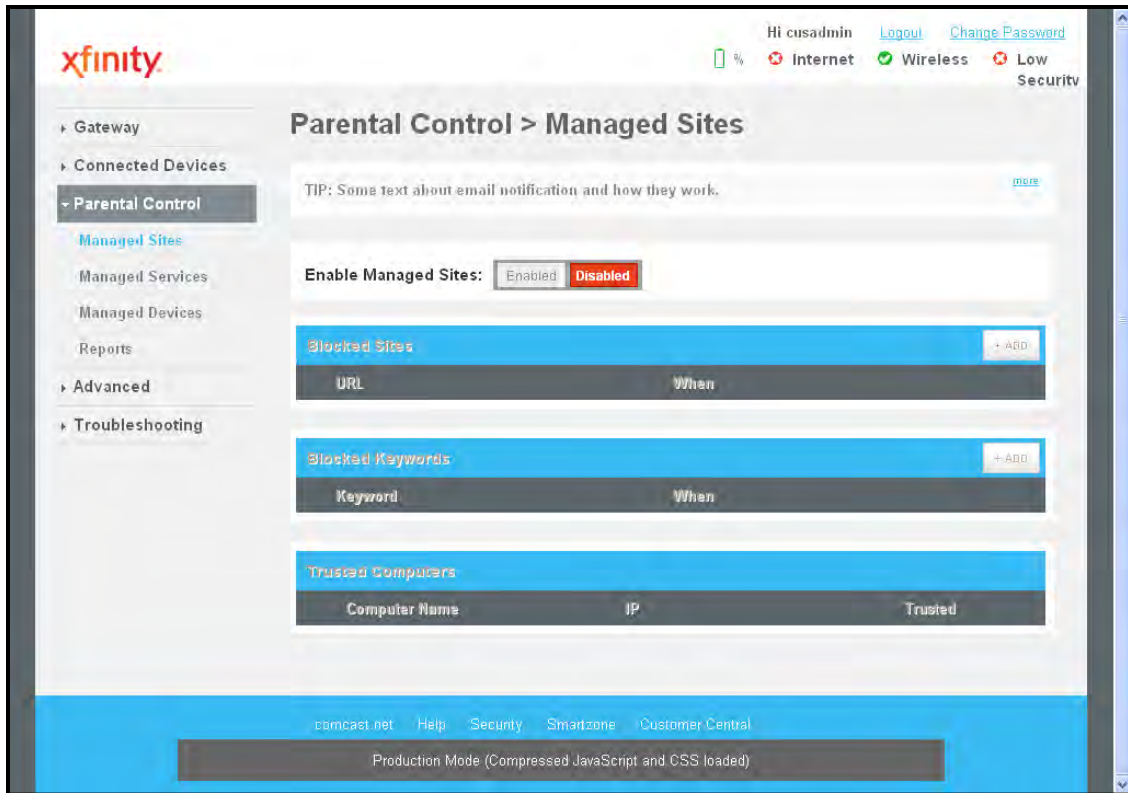 Hi cusadmin Logout Change Password
xfinity.
% Internet Wireless Low Security
Gateway
Connected Devices
Parental Control
Managed Sites
Managed Services
Managed Devices
Reports
Advanced
Troubleshooting
Parental Control > Managed Sites
TIP: Some text about email notification and how they work.
more
Enable Managed Sites: Enabled Disabled
Blocked Sites
+ ADD
URL When
Blocked Keywords
+ ADD
Keyword When
Trusted Computers
Computer Name IP Trusted
comcast.net Help Security Smartzone Customer Central
Production Mode (Compressed JavaScript and CSS loaded)